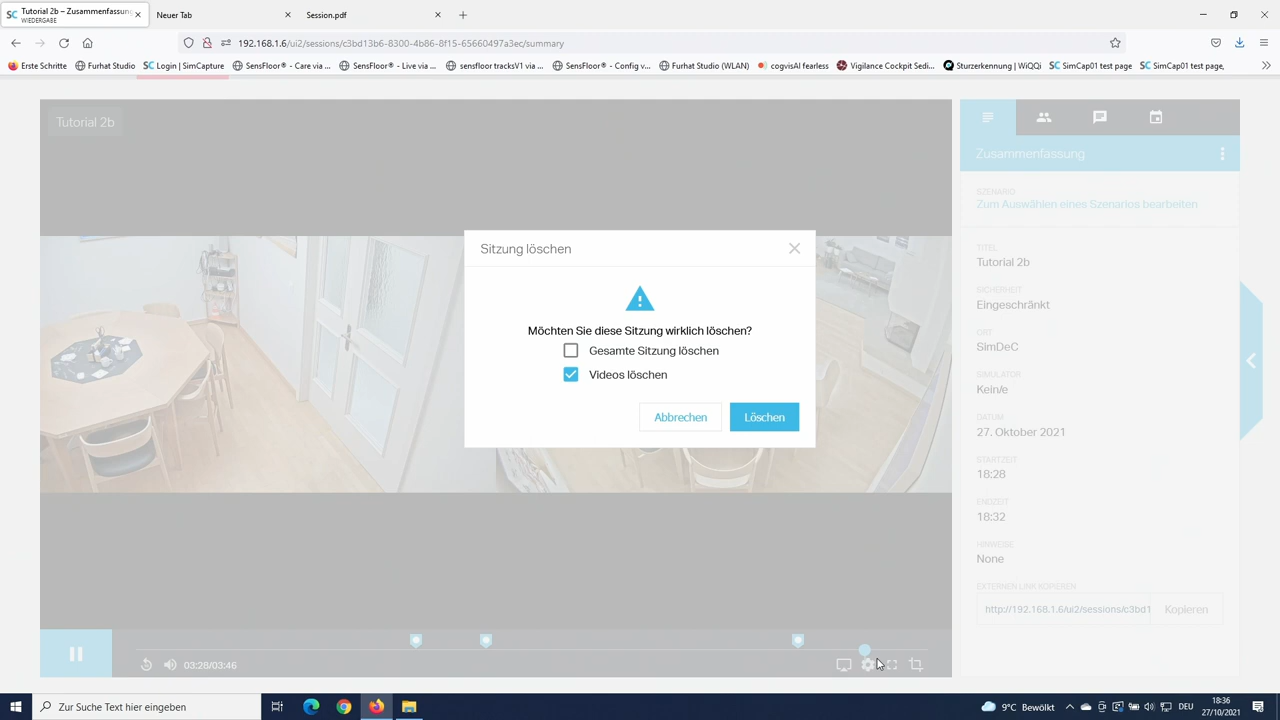 Tutorial 2b – Zusammenfassung
WIEDERGABE
Neuer Tab
Session.pdf
192.168.1.6/ui2/sessions/c3bd13b6-8300-4b86-8f15-65660497a3ec/summary
Erste Schritte
Furhat Studio
SC Login | SimCapture
SensFloor® - Care via ...
SensFloor® - Live via ...
sensfloor tracksV1 via ...
SensFloor® - Config v...
Furhat Studio (WLAN)
cogvisAI fearless
Vigilance Cockpit Sedi...
Sturzerkennung | WiQQi
SC SimCap01 test page
SC SimCap01 test page,
Tutorial 2b
Sitzung löschen
Möchten Sie diese Sitzung wirklich löschen?
Gesamte Sitzung löschen
Videos löschen
Abbrechen
Löschen
03:28/03:46
Zusammenfassung
SZENARIO
Zum Auswählen eines Szenarios bearbeiten
TITEL
Tutorial 2b
SICHERHEIT
Eingeschränkt
ORT
SimDeC
SIMULATOR
Kein/e
DATUM
27. Oktober 2021
STARTZEIT
18:28
ENDZEIT
18:32
HINWEISE
None
EXTERNEN LINK KOPIEREN
http://192.168.1.6/ui2/sessions/c3bd1
Kopieren
Zur Suche Text hier eingeben
9°C Bewölkt
DEU
18:36
27/10/2021